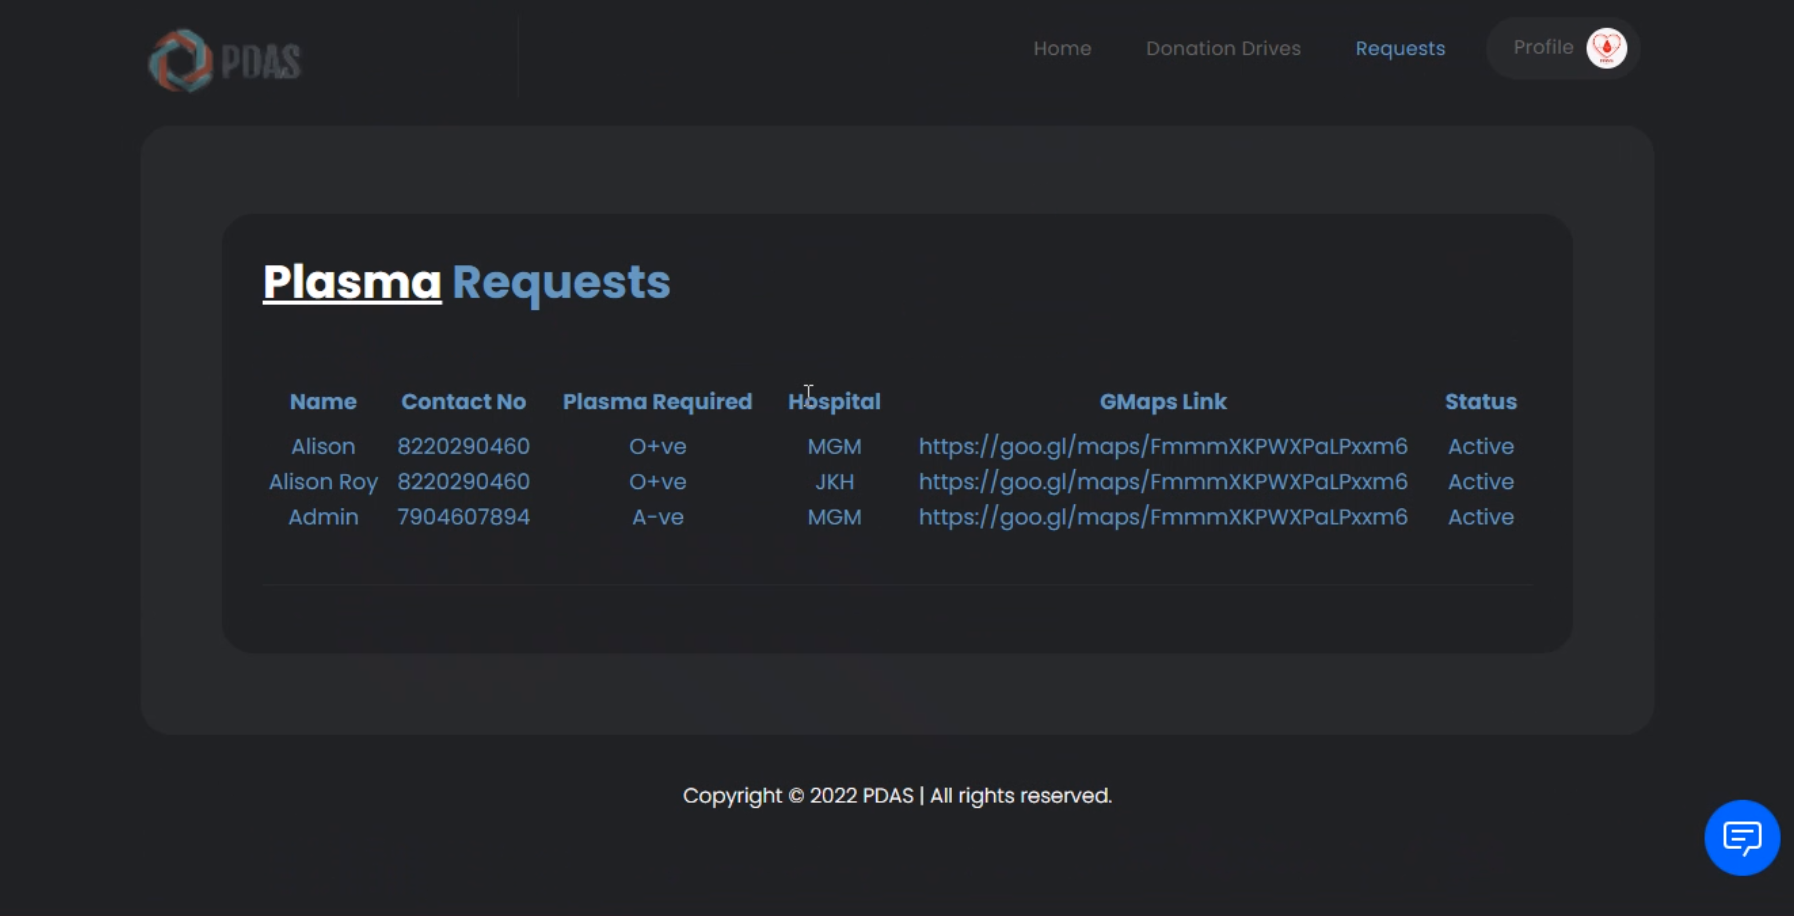 PDAS
Home Donation Drives Requests Profile
Plasma Requests
Name Contact No Plasma Required Hospital GMaps Link Status
Alison 8220290460 O+ve MGM https://goo.gl/maps/FmmmXKPWXPaLPxxm6 Active
Alison Roy 8220290460 O+ve JKH https://goo.gl/maps/FmmmXKPWXPaLPxxm6 Active
Admin 7904607894 A-ve MGM https://goo.gl/maps/FmmmXKPWXPaLPxxm6 Active
Copyright © 2022 PDAS | All rights reserved.